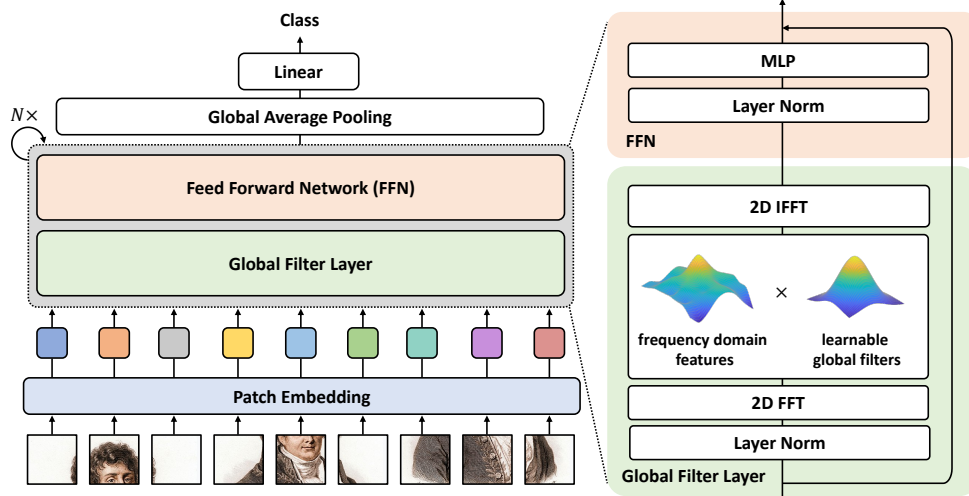 Class
Linear
Global Average Pooling
N×
Feed Forward Network (FFN)
Global Filter Layer
Patch Embedding
MLP
Layer Norm
FFN
2D IFFT
×
frequency domain
features
learnable
global filters
2D FFT
Layer Norm
Global Filter Layer